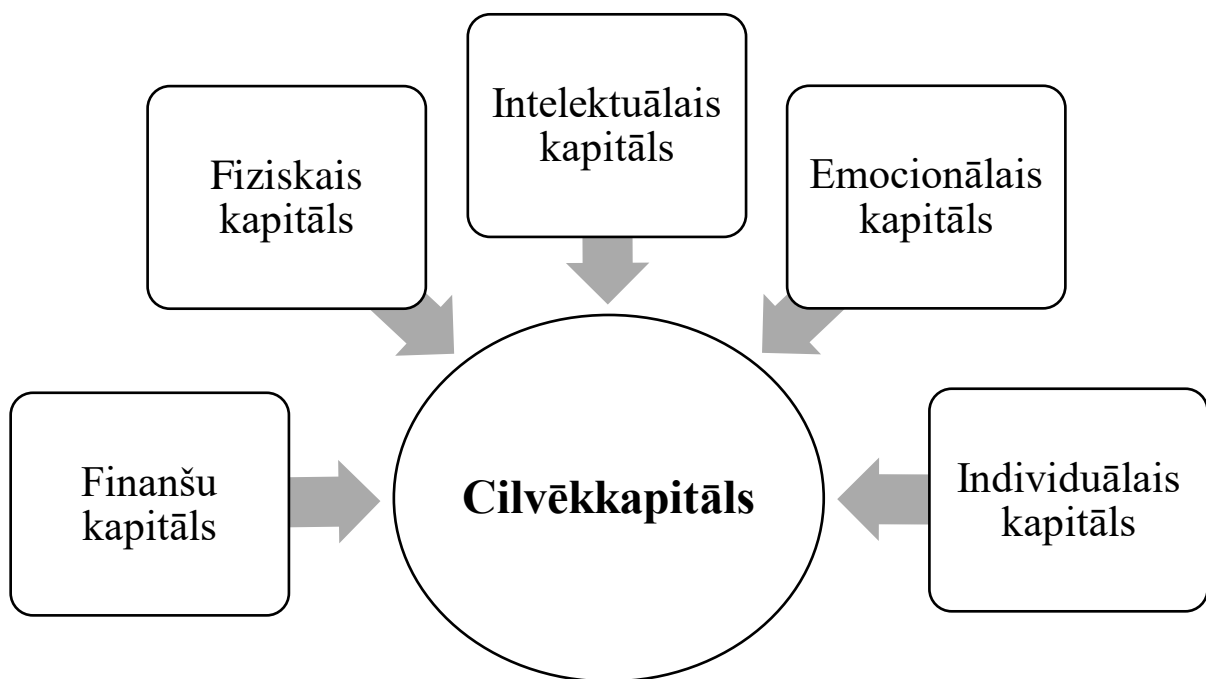 Intelektuālais
kapitāls
Fiziskais
kapitāls
Emocionālais
kapitāls
Finanšu
kapitāls
Cilvēkkapitāls
Individuālais
kapitāls